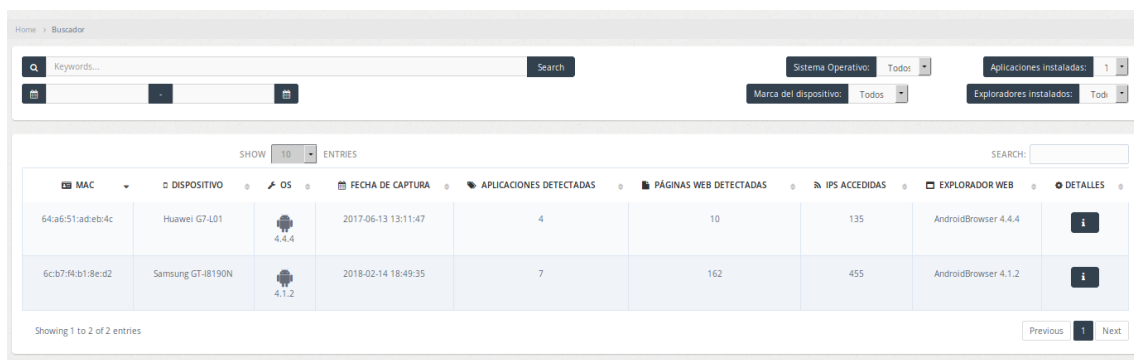 Home > Buscador
Keywords... Search Sistema Operativo: Todos Aplicaciones instaladas: 1
- Marca del dispositivo: Todos Exploradores instalados: Tod
SHOW 10 ENTRIES SEARCH:
MAC DISPOSITIVO OS FECHA DE CAPTURA APLICACIONES DETECTADAS PÁGINAS WEB DETECTADAS IPS ACCEDIDAS EXPLORADOR WEB DETALLES
64:a6:51:ad:eb:4c Huawei G7-L01 4.4.4 2017-06-13 13:11:47 4 10 135 AndroidBrowser 4.4.4 i
6c:b7:f4:b1:8e:d2 Samsung GT-I8190N 4.1.2 2018-02-14 18:49:35 7 162 455 AndroidBrowser 4.1.2 i
Showing 1 to 2 of 2 entries Previous 1 Next